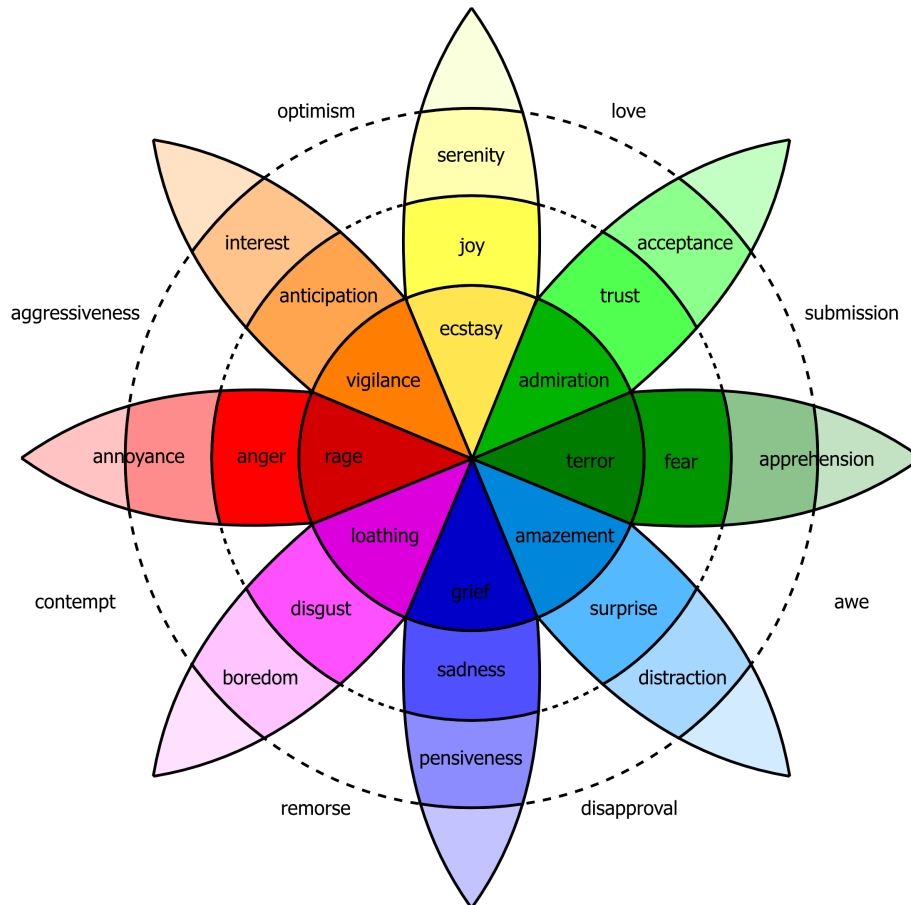 optimism
love
serenity
interest
acceptance
joy
anticipation
trust
aggressiveness
submission
ecstasy
vigilance
admiration
annoyance
anger
rage
terror
fear
apprehension
loathing
amazement
grief
contempt
awe
disgust
surprise
sadness
boredom
distraction
pensiveness
remorse
disapproval